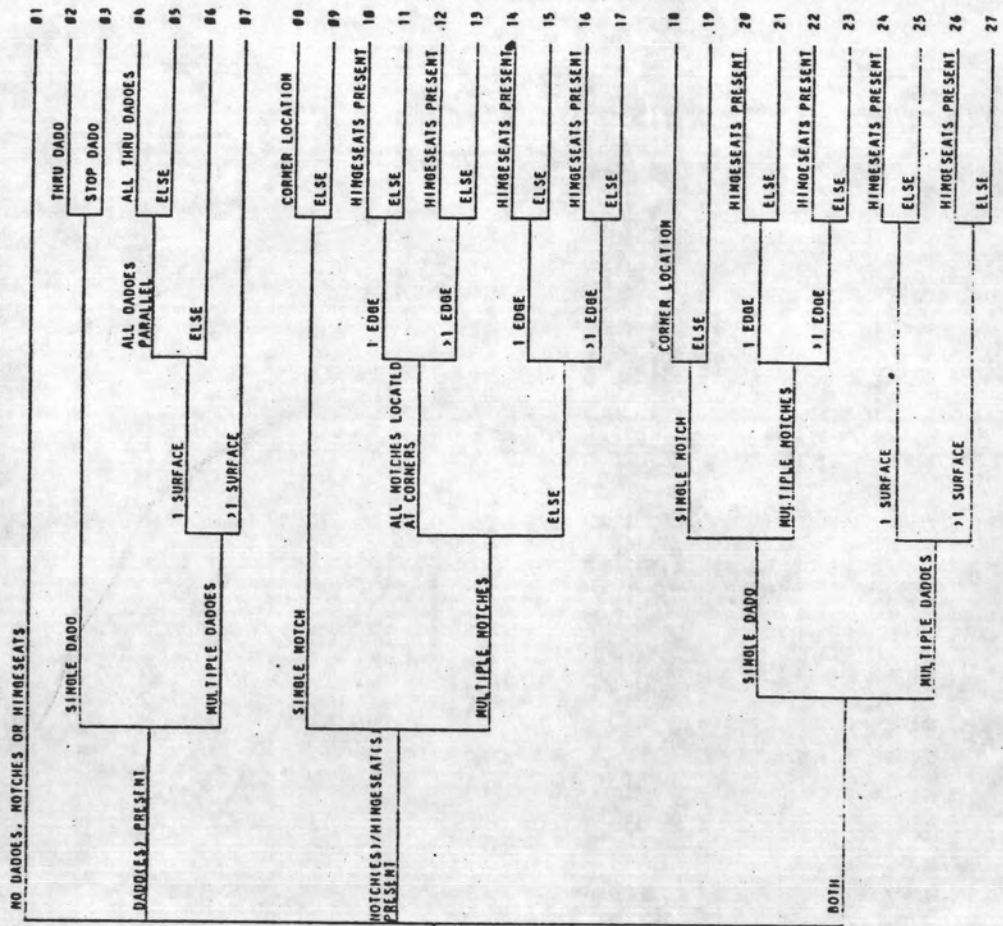 NO DADOES, NOTCHES OR HINGESEATS
01
DADO(ES) PRESENT
SINGLE DADO
THRU DADO
02
STOP DADO
03
MULTIPLE DADOES
1 SURFACE
ALL DADOES
PARALLEL
ALL THRU DADOES
04
ELSE
05
ELSE
06
>1 SURFACE
07
NOTCH(ES)/HINGESEAT(S)
PRESENT
SINGLE NOTCH
CORNER LOCATION
08
ELSE
09
MULTIPLE NOTCHES
ALL NOTCHES LOCATED
AT CORNERS
1 EDGE
HINGESEATS PRESENT
10
ELSE
11
>1 EDGE
HINGESEATS PRESENT
12
ELSE
13
ELSE
1 EDGE
HINGESEATS PRESENT
14
ELSE
15
>1 EDGE
HINGESEATS PRESENT
16
ELSE
17
BOTH
SINGLE DADO
SINGLE NOTCH
CORNER LOCATION
18
ELSE
19
MULTIPLE NOTCHES
1 EDGE
HINGESEATS PRESENT
20
ELSE
21
>1 EDGE
HINGESEATS PRESENT
22
ELSE
23
MULTIPLE DADOES
1 SURFACE
HINGESEATS PRESENT
24
ELSE
25
>1 SURFACE
HINGESEATS PRESENT
26
ELSE
27